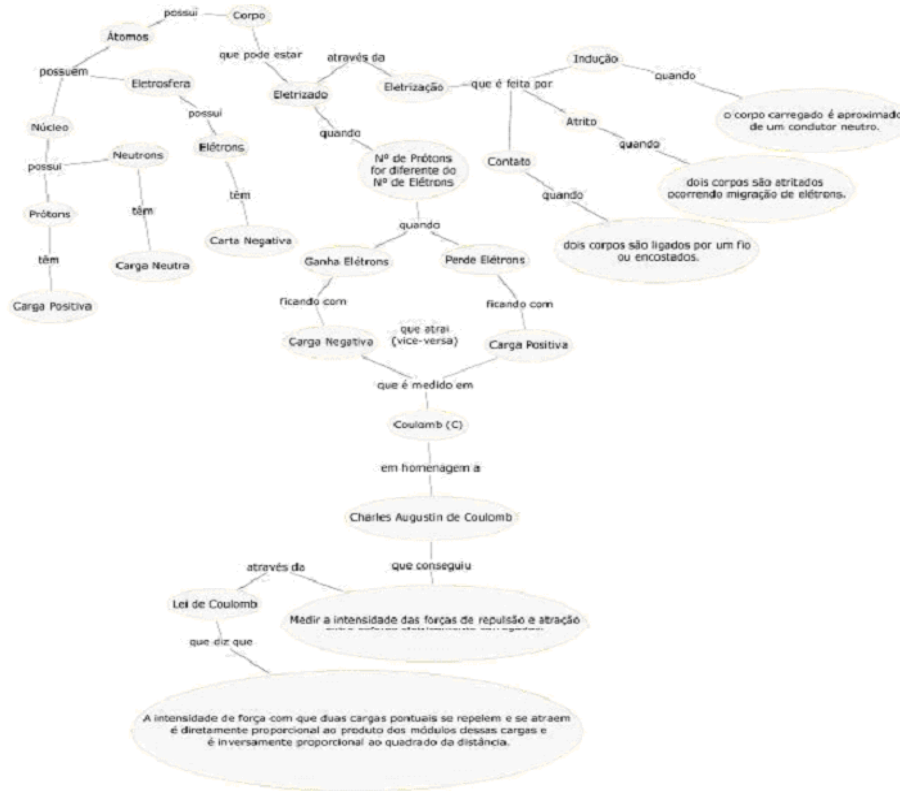 Corpo
possui
Átomos
possuem
Eletrosfera
possui
Elétrons
têm
Carta Negativa
Núcleo
possui
Neutrons
têm
Carga Neutra
Prótons
têm
Carga Positiva
que pode estar
Eletrizado
através da
Eletrização
que é feita por
Indução
quando
o corpo carregado é aproximado
de um condutor neutro.
Atrito
quando
dois corpos são atritados
ocorrendo migração de elétrons.
Contato
quando
dois corpos são ligados por um fio
ou encostados.
quando
Nº de Prótons
for diferente do
Nº de Elétrons
quando
Ganha Elétrons
Perde Elétrons
ficando com
ficando com
Carga Negativa
que atrai
(vice-versa)
Carga Positiva
que é medido em
Coulomb (C)
em homenagem a
Charles Augustin de Coulomb
que conseguiu
Medir a intensidade das forças de repulsão e atração
através da
Lei de Coulomb
que diz que
A intensidade de força com que duas cargas pontuais se repelem e se atraem
é diretamente proporcional ao produto dos módulos dessas cargas e
é inversamente proporcional ao quadrado da distância.